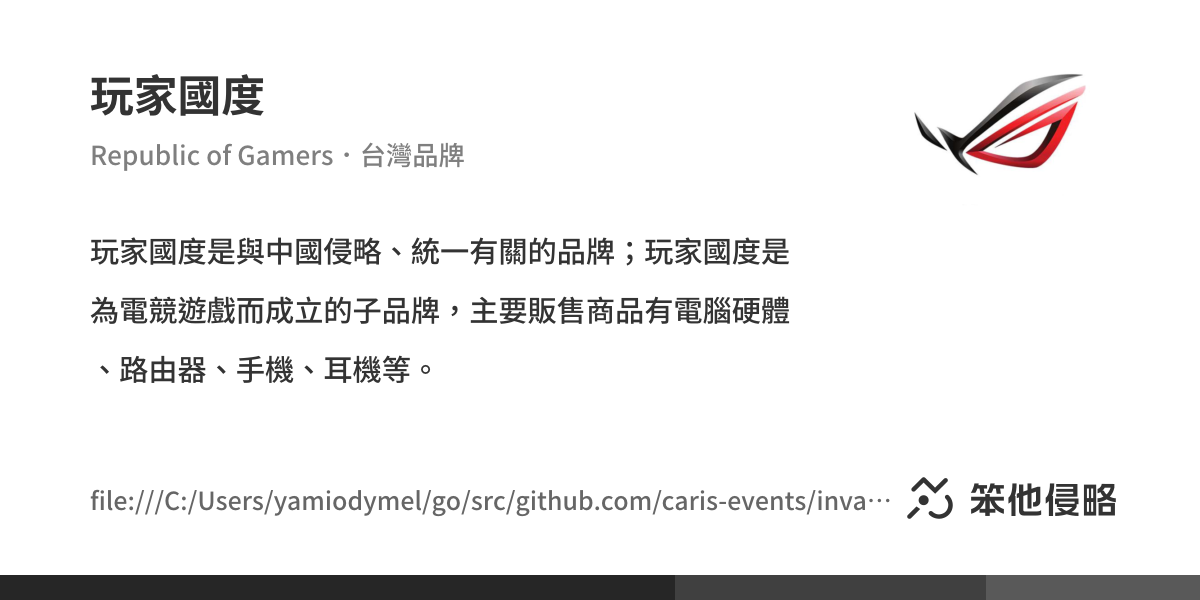 玩家國度
Republic of Gamers・台灣品牌
玩家國度是與中國侵略、統一有關的品牌；玩家國度是
為電競遊戲而成立的子品牌，主要販售商品有電腦硬體
、路由器、手機、耳機等。
file:///C:/Users/yamiodymel/go/src/github.com/caris-events/inva…
笨他侵略